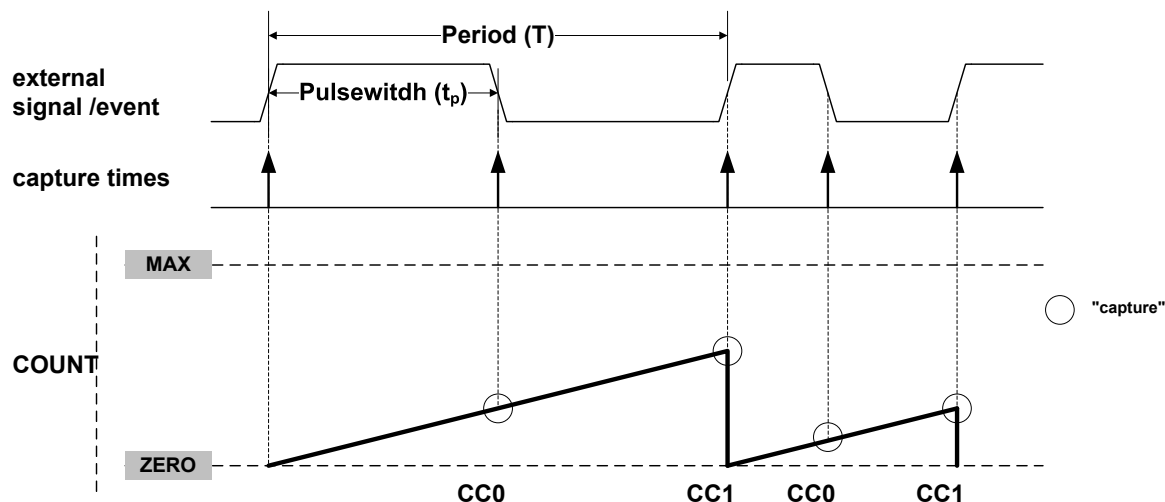 Period (T)
external
signal /event
Pulsewitdh (tp)
capture times
MAX
"capture"
COUNT
ZERO
CC0 CC1 CC0 CC1